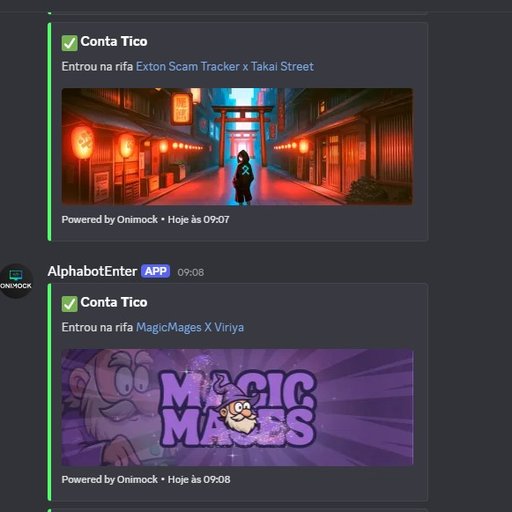 Conta Tico
Entrou na rifa Exton Scam Tracker x Takai Street
Powered by Onimock • Hoje às 09:07
ONIMOCK
AlphabotEnter APP 09:08
Conta Tico
Entrou na rifa MagicMages X Viriya
MAGIC
MAGES
Powered by Onimock • Hoje às 09:08